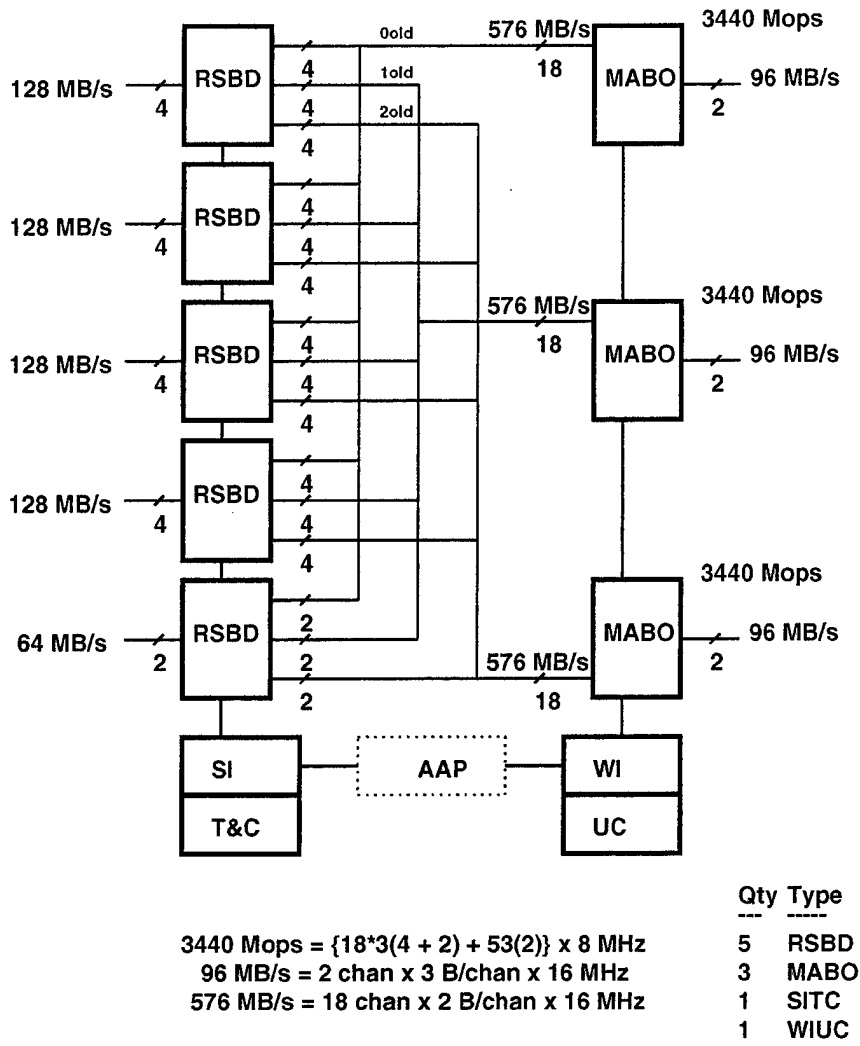 3440 Mops
0old 576 MB/s
4 18
RSBD 1old MABO
128 MB/s 4 4 2 96 MB/s
2old
4
RSBD
4
128 MB/s 4 4
4
3440 Mops
576 MB/s
RSBD 4 18 MABO
128 MB/s 4 4 2 96 MB/s
4
RSBD
4
128 MB/s 4 4
4
3440 Mops
RSBD 2 MABO
64 MB/s 2 2 576 MB/s 2 96 MB/s
2 18
SI AAP WI
T&C UC
Qty Type
--- -----
3440 Mops = {18*3(4 + 2) + 53(2)} x 8 MHz
5 RSBD
96 MB/s = 2 chan x 3 B/chan x 16 MHz
3 MABO
576 MB/s = 18 chan x 2 B/chan x 16 MHz
1 SITC
1 WIUC